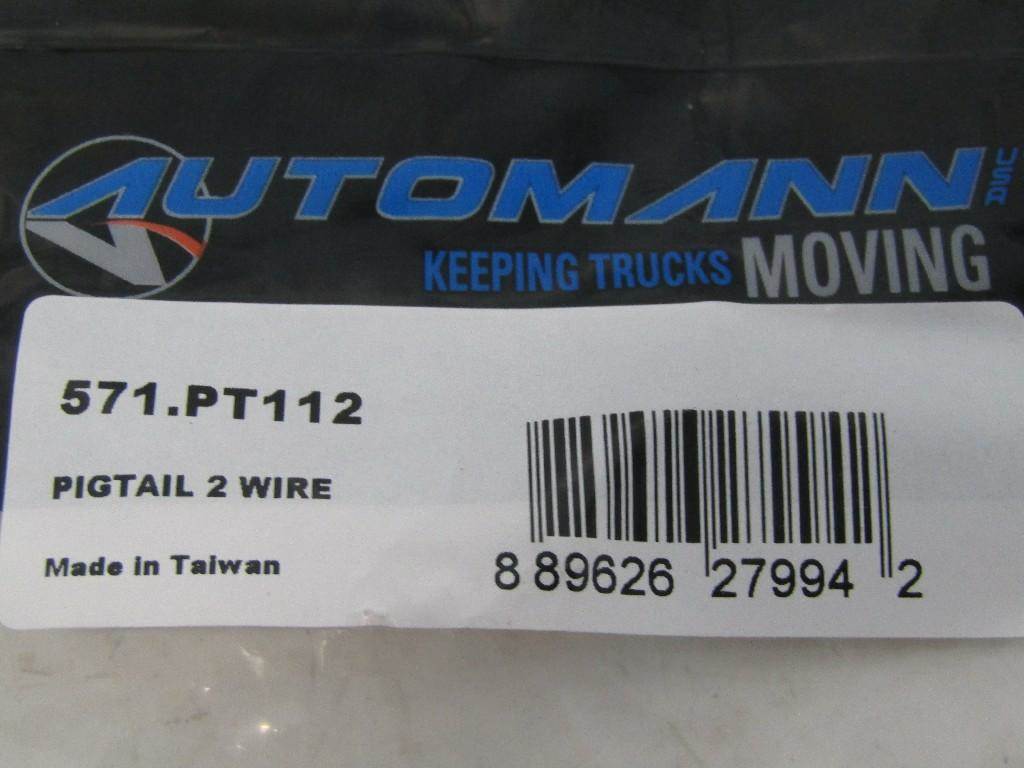 AUTOMANN USA
KEEPING TRUCKS MOVING
571.PT112
PIGTAIL 2 WIRE
Made in Taiwan
8 89626 27994 2